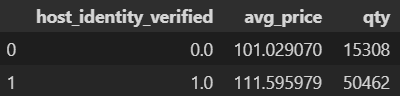 host_identity_verified avg_price qty
0 0.0 101.029070 15308
1 1.0 111.595979 50462